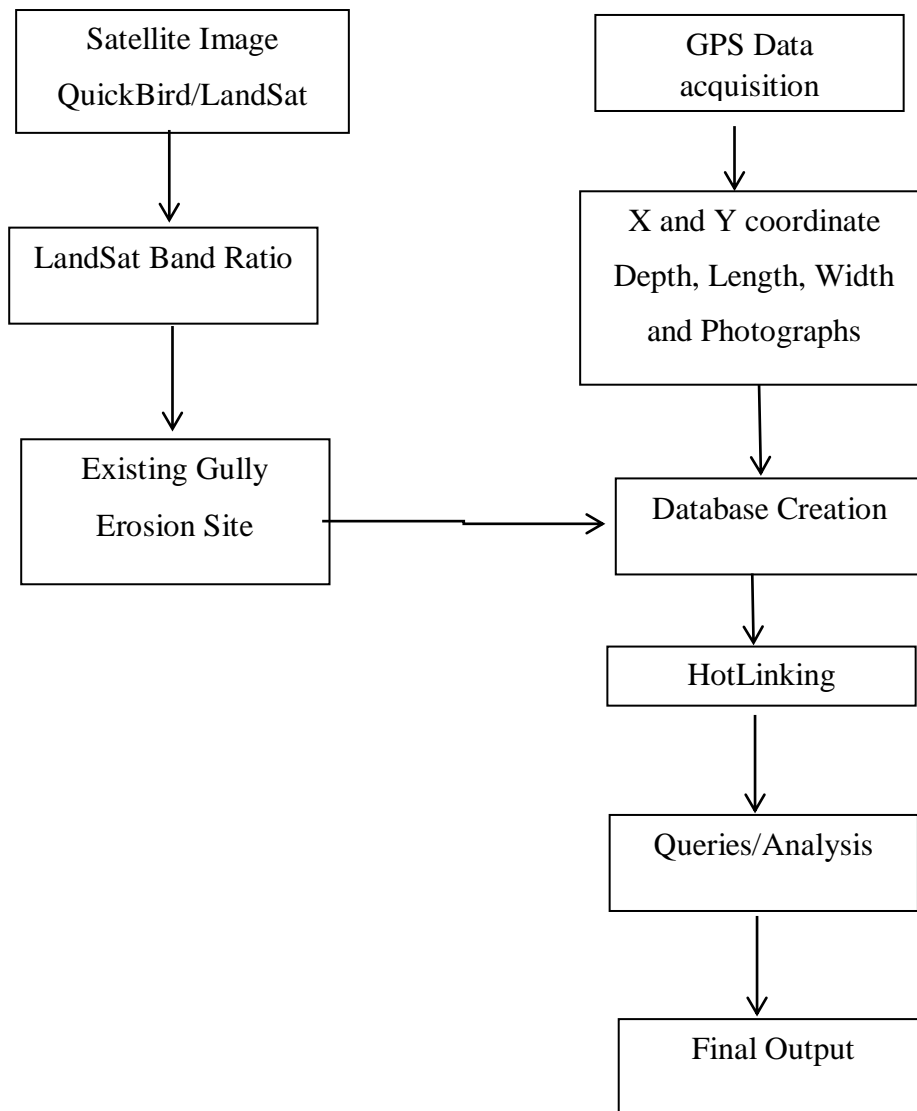 Satellite Image
QuickBird/LandSat
LandSat Band Ratio
Existing Gully
Erosion Site
GPS Data
acquisition
X and Y coordinate
Depth, Length, Width
and Photographs
Database Creation
HotLinking
Queries/Analysis
Final Output